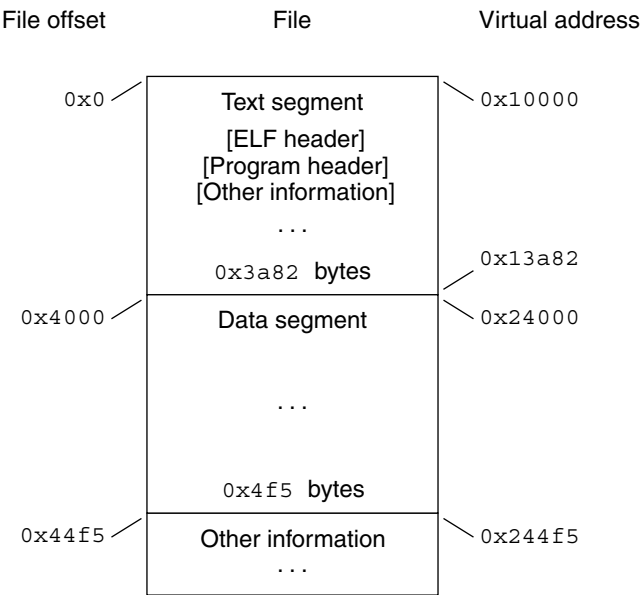 File offset File Virtual address
0x0 Text segment 0x10000
[ELF header]
[Program header]
[Other information]
...
0x3a82 bytes 0x13a82
0x4000 Data segment 0x24000
...
0x4f5 bytes
0x44f5 Other information 0x244f5
...